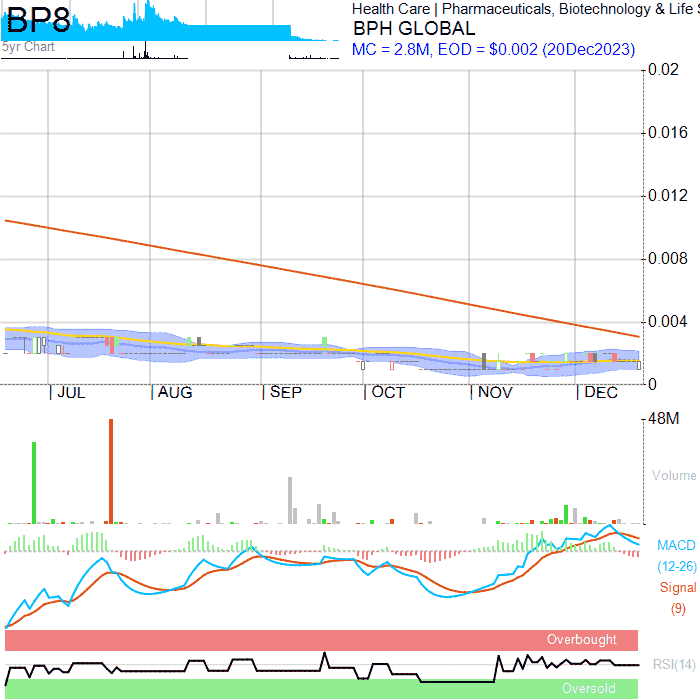 BP8
5yr Chart
Health Care | Pharmaceuticals, Biotechnology & Life S
BPH GLOBAL
MC = 2.8M, EOD = $0.002 (20Dec2023)
0.02
0.016
0.012
0.008
0.004
0
JUL AUG SEP OCT NOV DEC
48M
Volume
MACD
(12-26)
Signal
(9)
Overbought
RSI(14)
Oversold